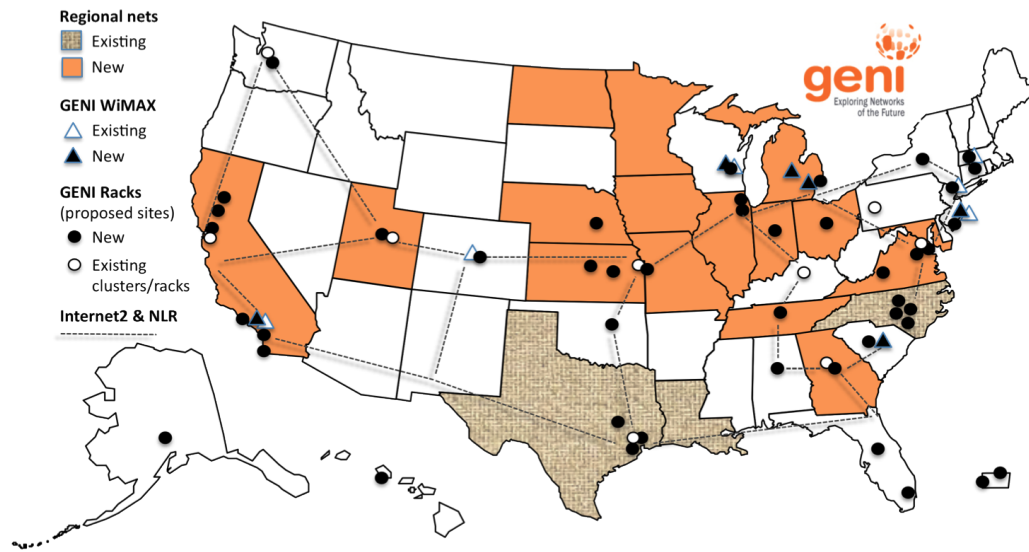 Regional nets
Existing
New
GENI WiMAX
Existing
New
GENI Racks
(proposed sites)
New
Existing
clusters/racks
Internet2 & NLR
geni
Exploring Networks
of the Future